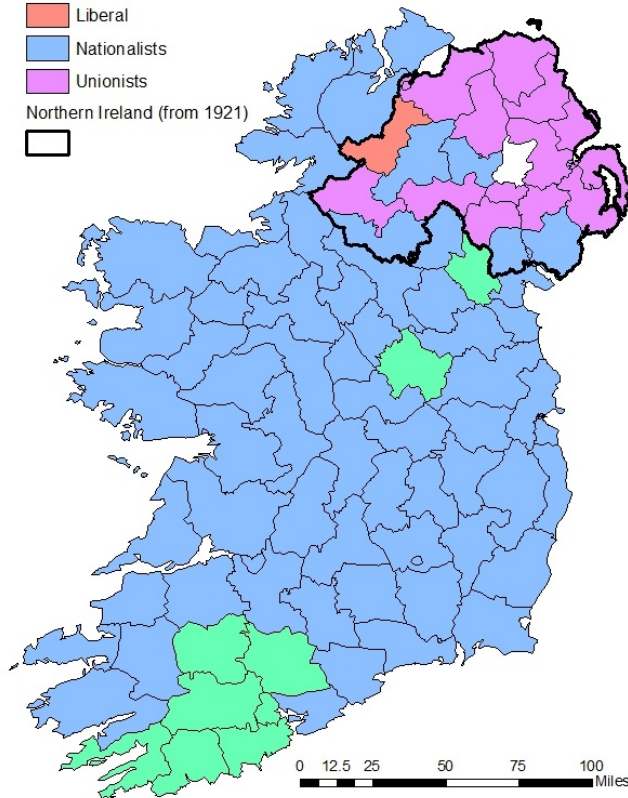 Liberal
Nationalists
Unionists
Northern Ireland (from 1921)
0 12.5 25 50 75 100
Miles